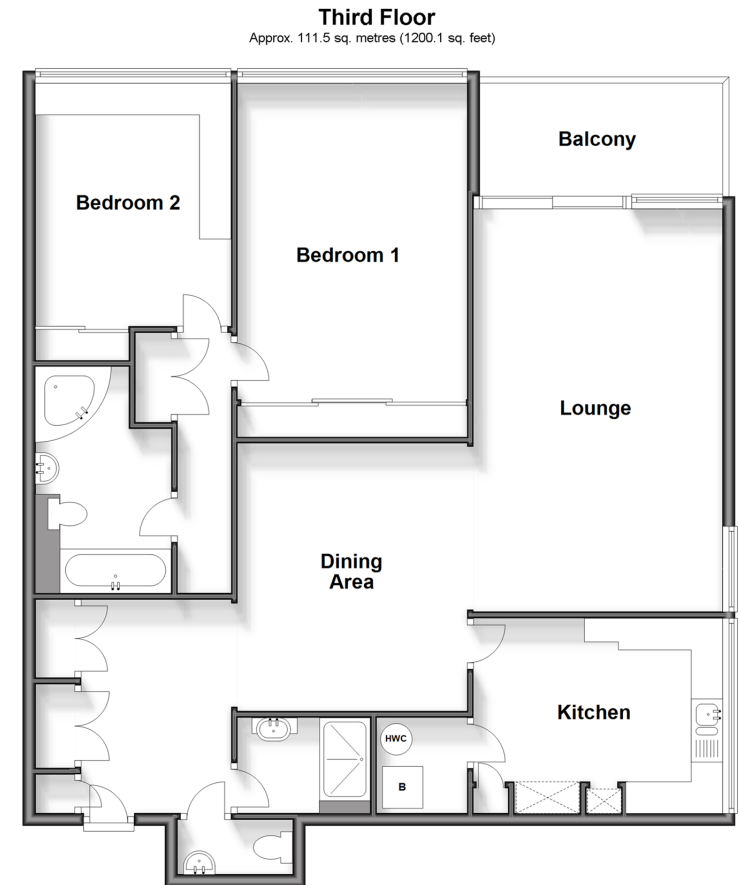 Third Floor
Approx. 111.5 sq. metres (1200.1 sq. feet)
Balcony
Bedroom 2
Bedroom 1
Lounge
Dining
Area
Kitchen
HWC
B